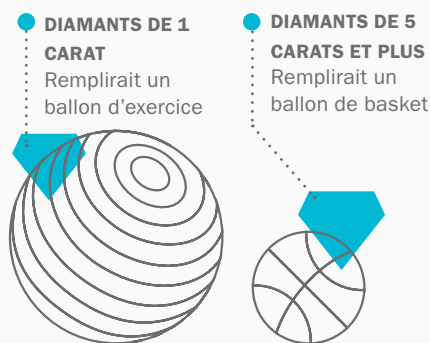 DIAMANTS DE 1
CARAT
Remplirait un
ballon d’exercice
DIAMANTS DE 5
CARATS ET PLUS
Remplirait un
ballon de basket